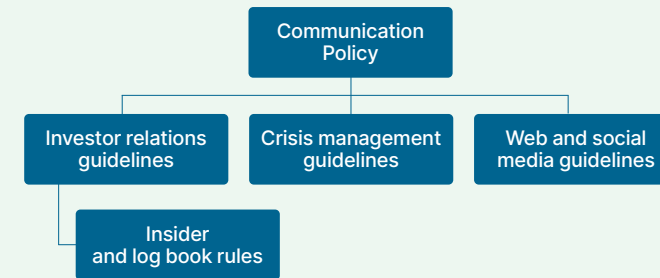 Communication
Policy
Investor relations
guidelines
Crisis management
guidelines
Web and social
media guidelines
Insider
and log book rules